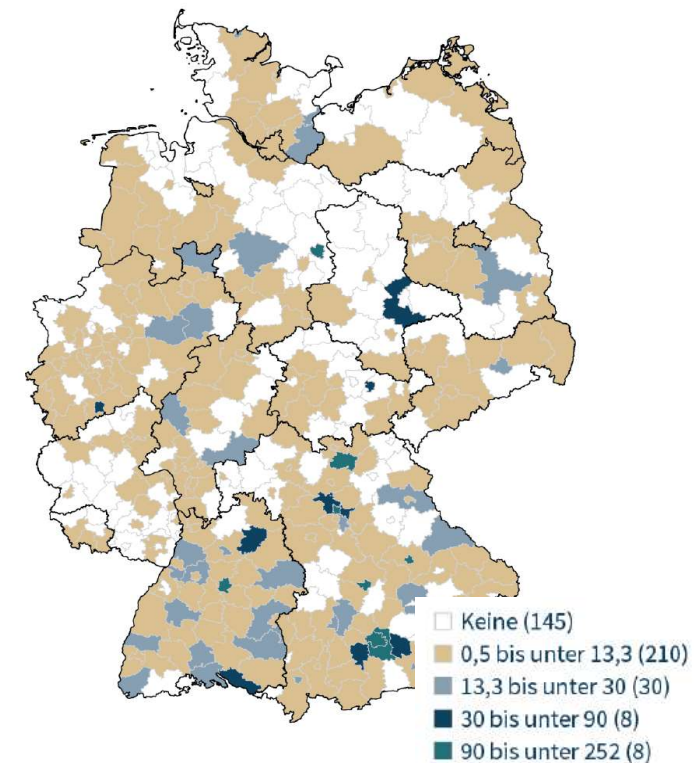 Keine (145)
0,5 bis unter 13,3 (210)
13,3 bis unter 30 (30)
30 bis unter 90 (8)
90 bis unter 252 (8)